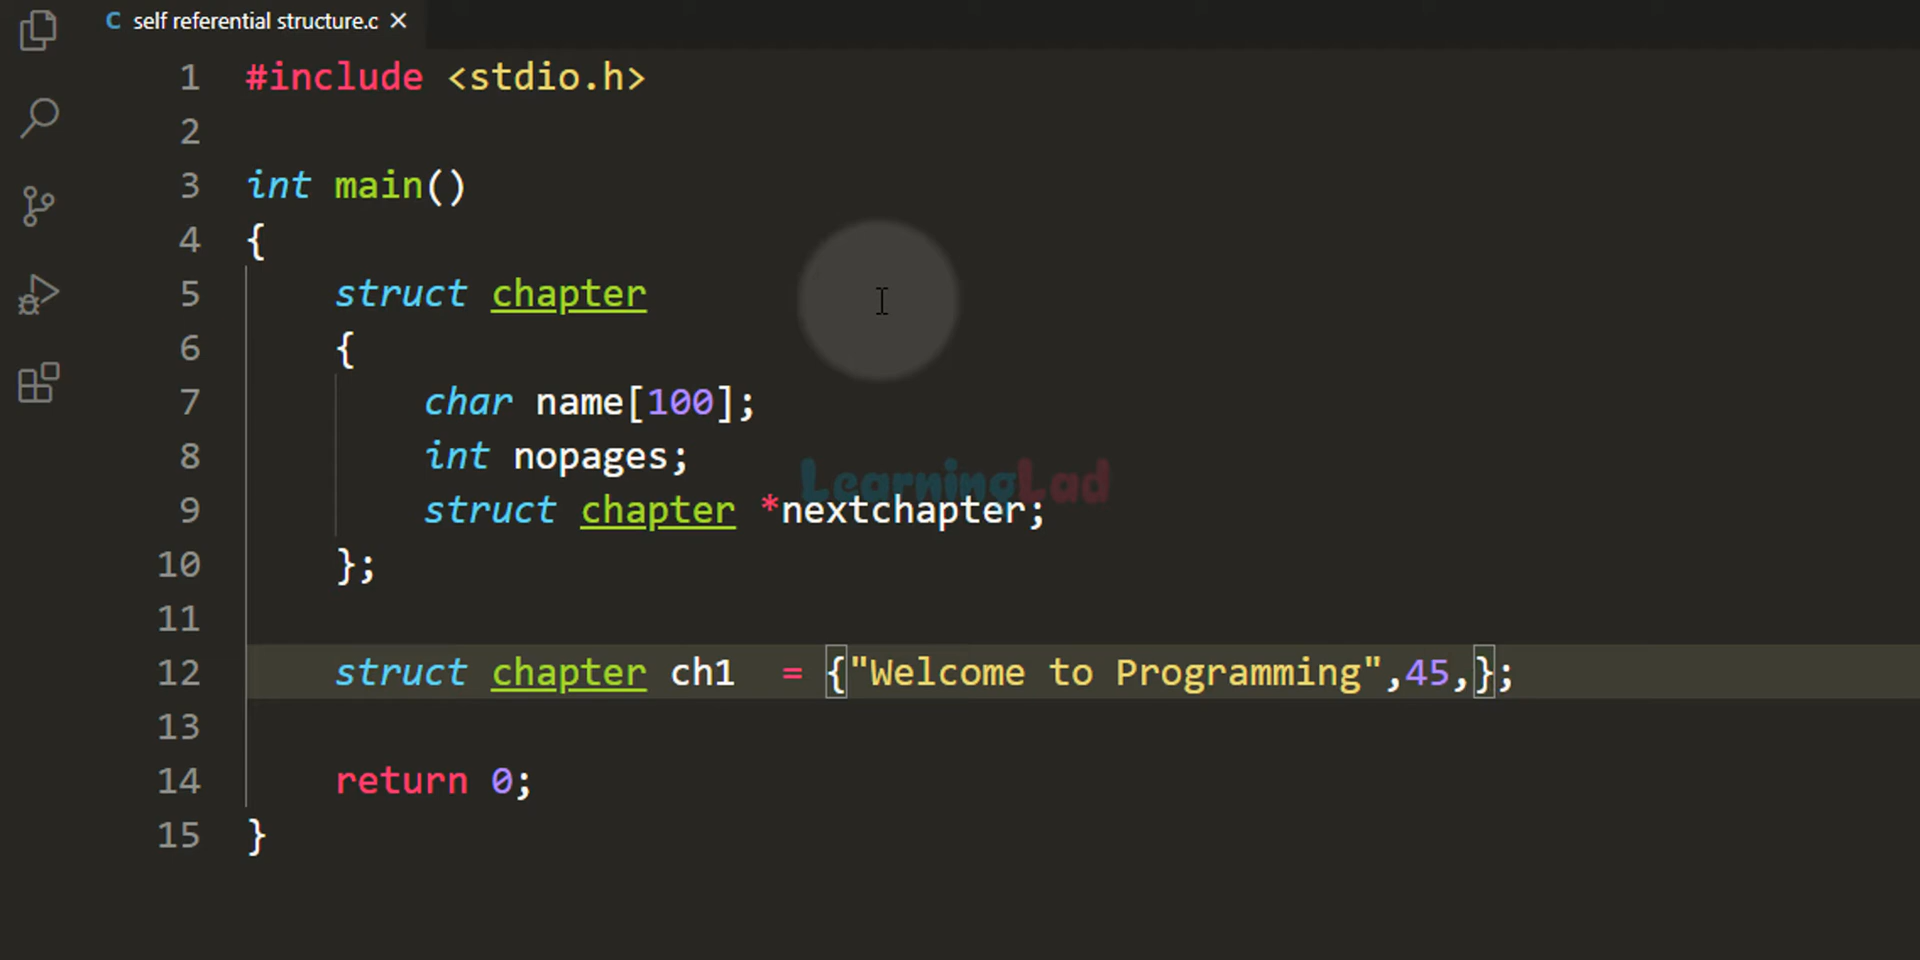 C self referential structure.c ×
1 #include <stdio.h>
2
3 int main()
4 {
5 struct chapter
6 {
7 char name[100];
8 int nopages;
LearningLad
9 struct chapter *nextchapter;
10 };
11
12 struct chapter ch1  = {"Welcome to Programming",45,};
13
14 return 0;
15 }